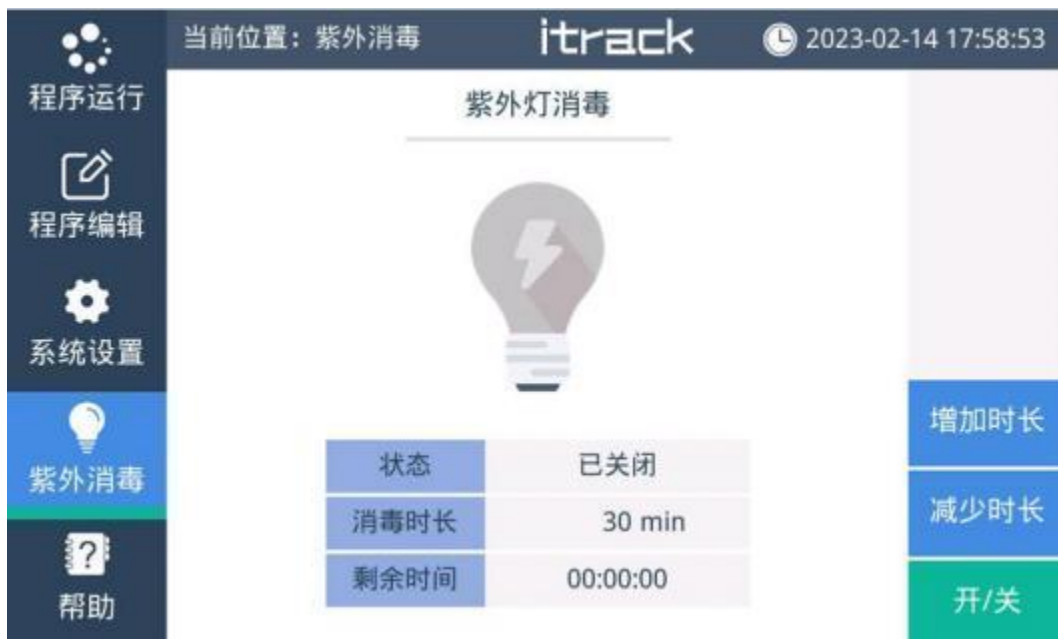 当前位置：紫外消毒
itrack
2023-02-14 17:58:53
程序运行
程序编辑
系统设置
紫外消毒
?
帮助
紫外灯消毒
状态 已关闭
消毒时长 30 min
剩余时间 00:00:00
增加时长
减少时长
开/关